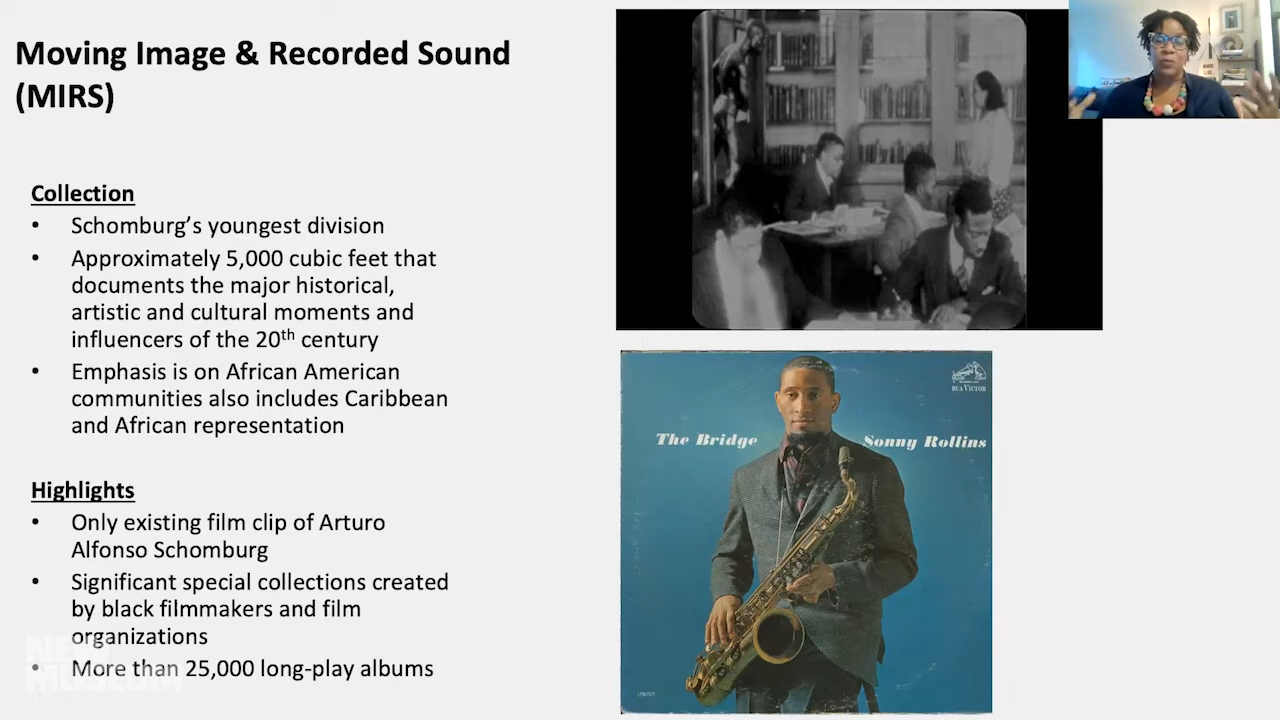 Moving Image & Recorded Sound
(MIRS)
Collection
• Schomburg’s youngest division
• Approximately 5,000 cubic feet that
documents the major historical,
artistic and cultural moments and
influencers of the 20th century
• Emphasis is on African American
communities also includes Caribbean
and African representation
Highlights
• Only existing film clip of Arturo
Alfonso Schomburg
• Significant special collections created
by black filmmakers and film
organizations
• More than 25,000 long-play albums
NEW
MUSEUM
RCA VICTOR
The Bridge
Sonny Rollins